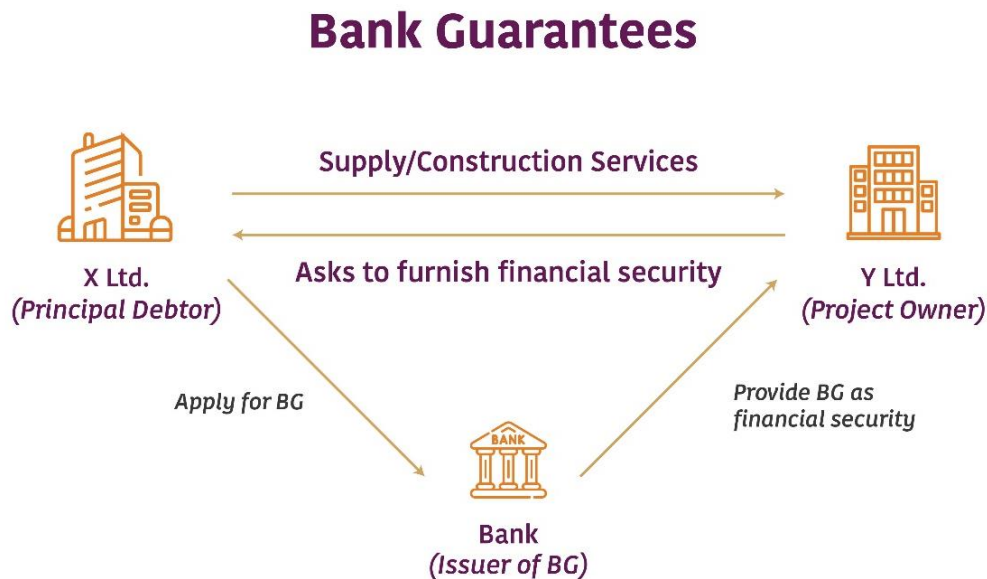 Bank Guarantees
Supply/Construction Services
Asks to furnish financial security
X Ltd.
(Principal Debtor)
Y Ltd.
(Project Owner)
Apply for BG
Provide BG as
financial security
BANK
Bank
(Issuer of BG)